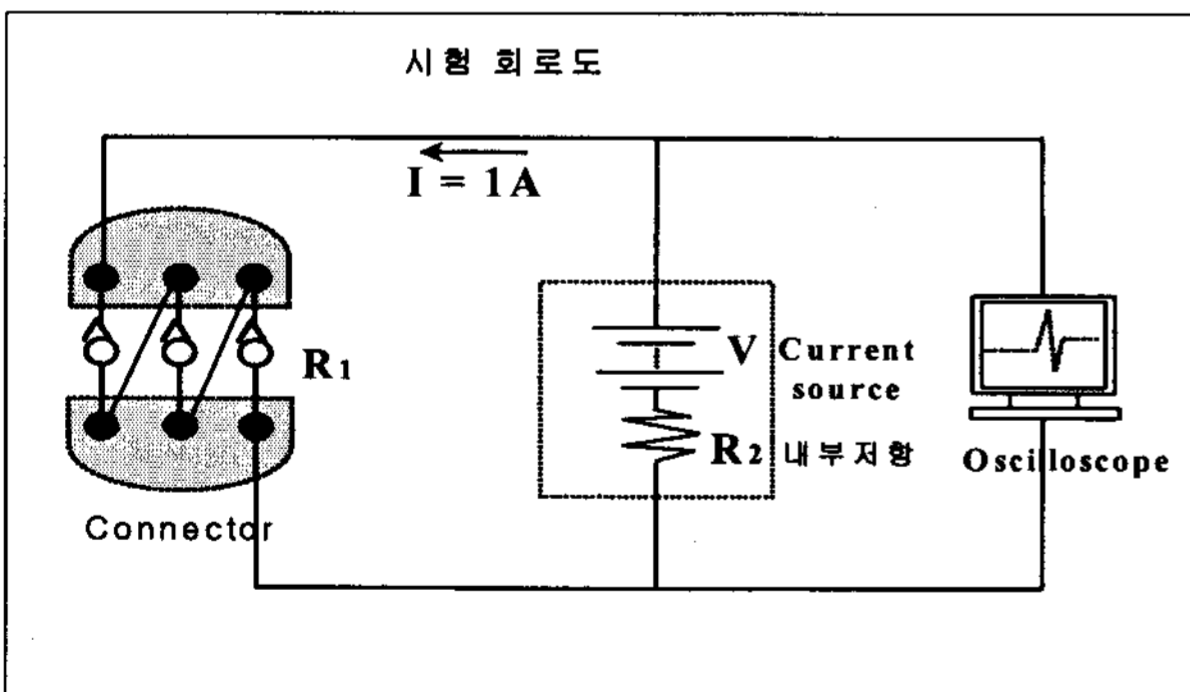 시험 회로도
I = 1A
R1
V
Current
source
R2 내부저항
Oscilloscope
Connector